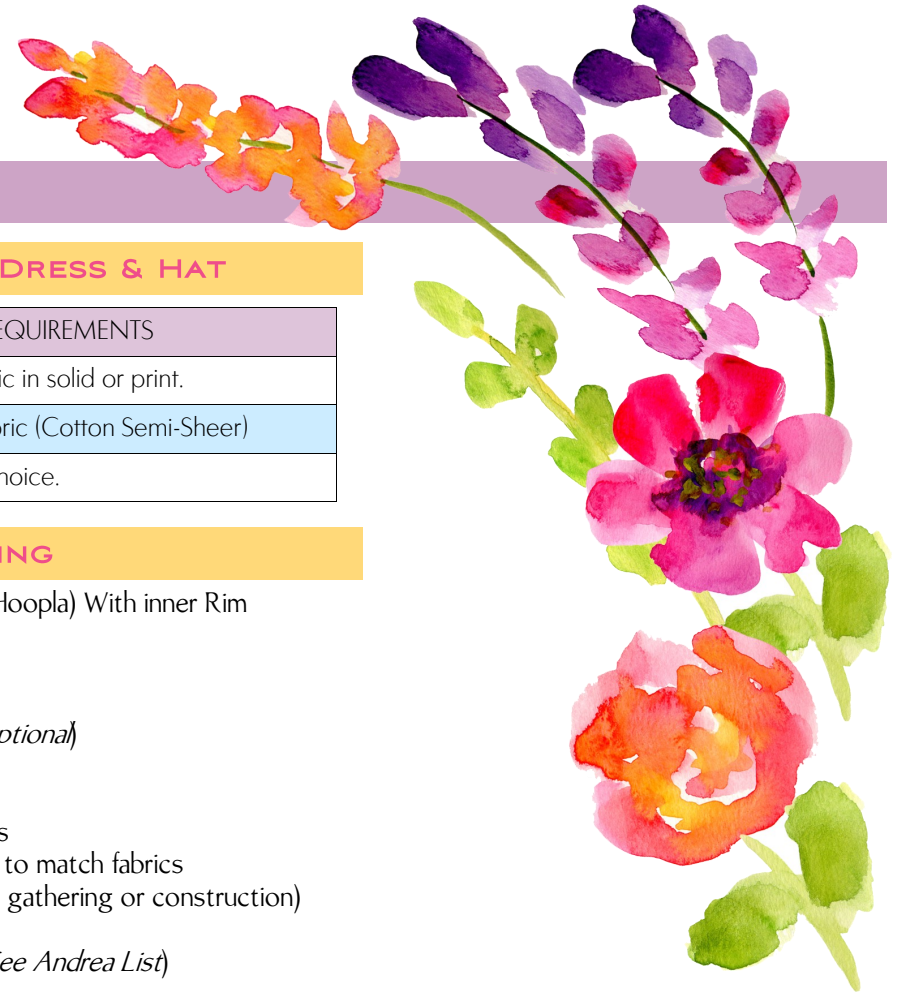 DRESS & HAT
EQUIREMENTS
ic in solid or print.
ric (Cotton Semi-Sheer)
hoice.
ING
Hoopla) With inner Rim
ptional)
s
to match fabrics
gathering or construction)
ee Andrea List)